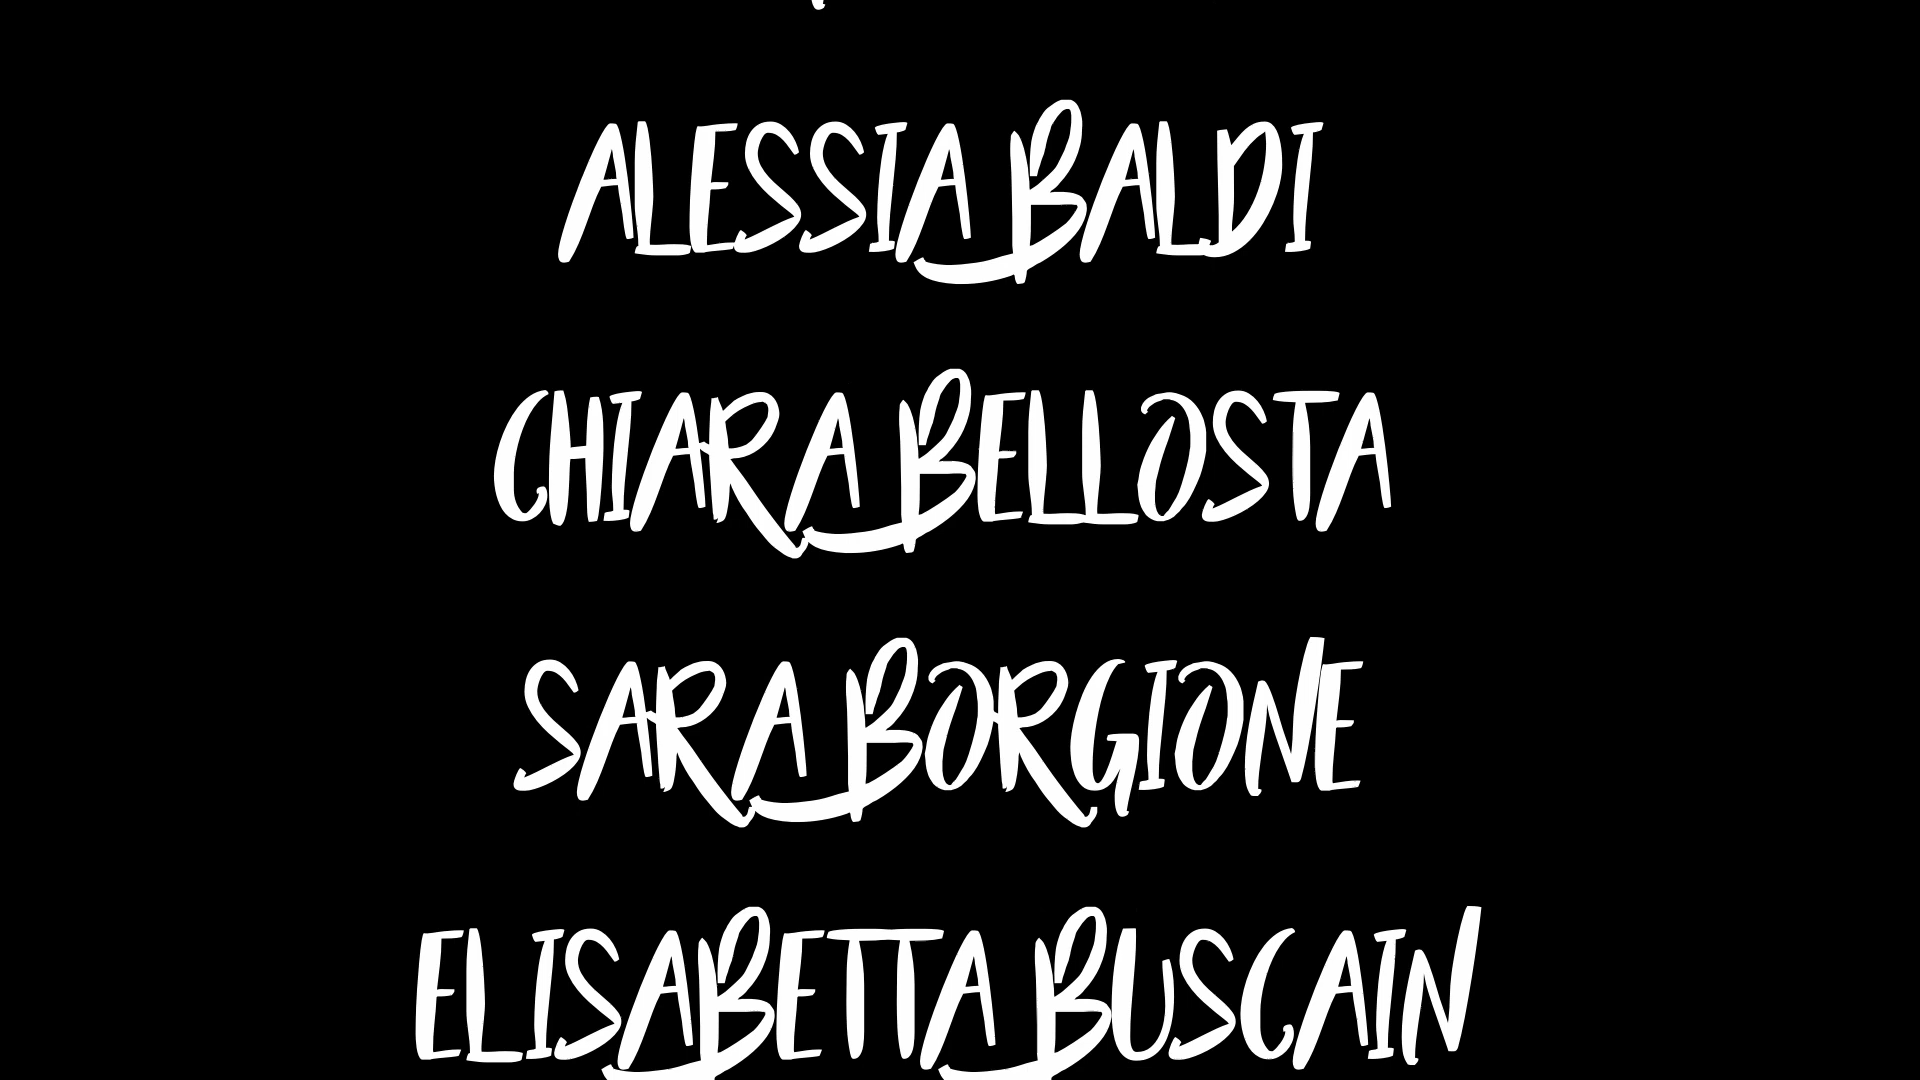 ALESSIA BALDI
CHIARA BELLOSTA
SARA BORGIONE
ELISABETTA BUSCAIN